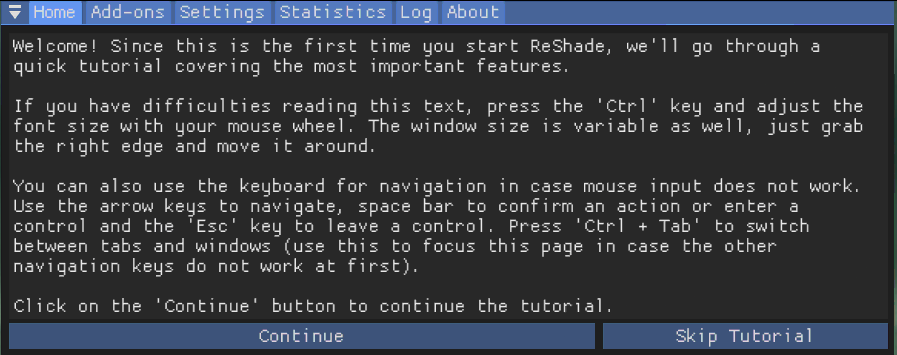 Home Add-ons Settings Statistics Log About
Welcome! Since this is the first time you start ReShade, we'll go through a
quick tutorial covering the most important features.
If you have difficulties reading this text, press the 'Ctrl' key and adjust the
font size with your mouse wheel. The window size is variable as well, just grab
the right edge and move it around.
You can also use the keyboard for navigation in case mouse input does not work.
Use the arrow keys to navigate, space bar to confirm an action or enter a
control and the 'Esc' key to leave a control. Press 'Ctrl + Tab' to switch
between tabs and windows (use this to focus this page in case the other
navigation keys do not work at first).
Click on the 'Continue' button to continue the tutorial.
Continue Skip Tutorial